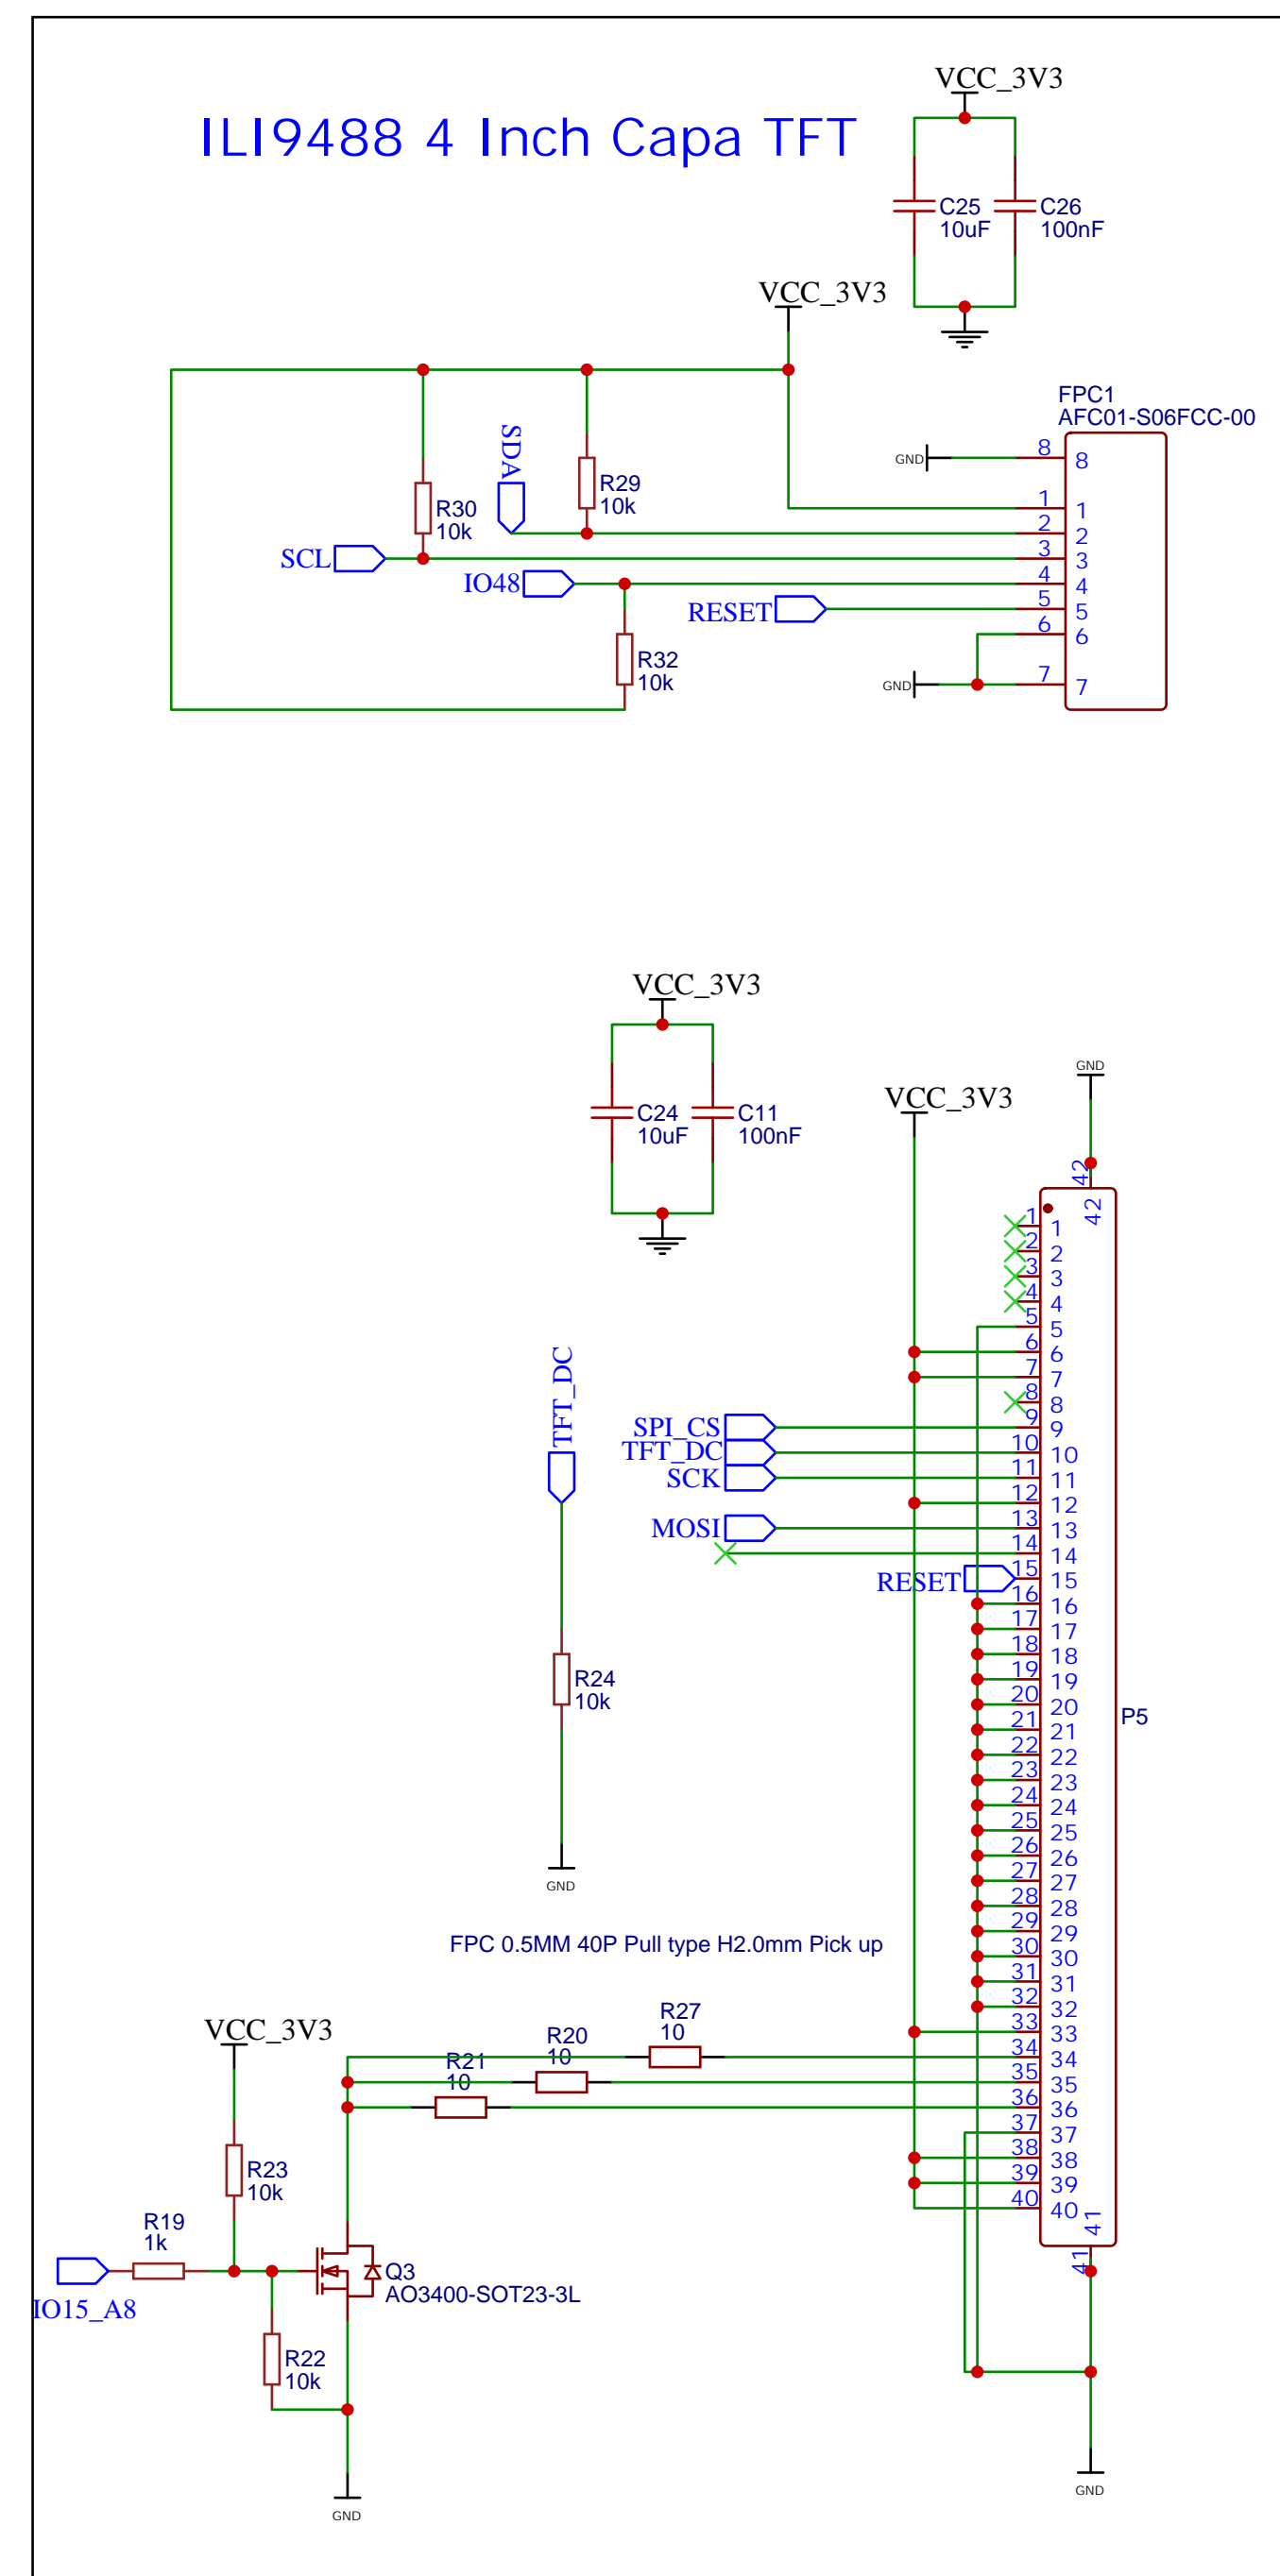 VCC_3V3
ILI9488 4 Inch Capa TFT
C25
10uF
C26
100nF
VCC_3V3
FPC1
AFC01-S06FCC-00
SDA
GND
8
8
R29
10k
R30
10k
1
1
2
2
SCL
3
3
IO48
4
4
RESET
5
5
6
6
R32
10k
GND
7
7
VCC_3V3
GND
VCC_3V3
C24
10uF
C11
100nF
42
42
1
1
2
2
3
3
4
4
5
5
TFT_DC
6
6
7
7
8
8
SPI_CS
9
9
TFT_DC
10
10
SCK
11
11
12
12
MOSI
13
13
14
14
RESET
15
15
16
16
17
17
18
18
R24
10k
19
19
20
20
P5
21
21
22
22
23
23
24
24
25
25
26
26
GND
27
27
28
28
29
29
FPC 0.5MM 40P Pull type H2.0mm Pick up
30
30
31
31
32
32
VCC_3V3
R27
10
33
33
R20
10
34
34
R21
10
35
35
36
36
37
37
R23
10k
38
38
39
39
40
40
R19
1k
41
41
Q3
AO3400-SOT23-3L
IO15_A8
R22
10k
GND
GND